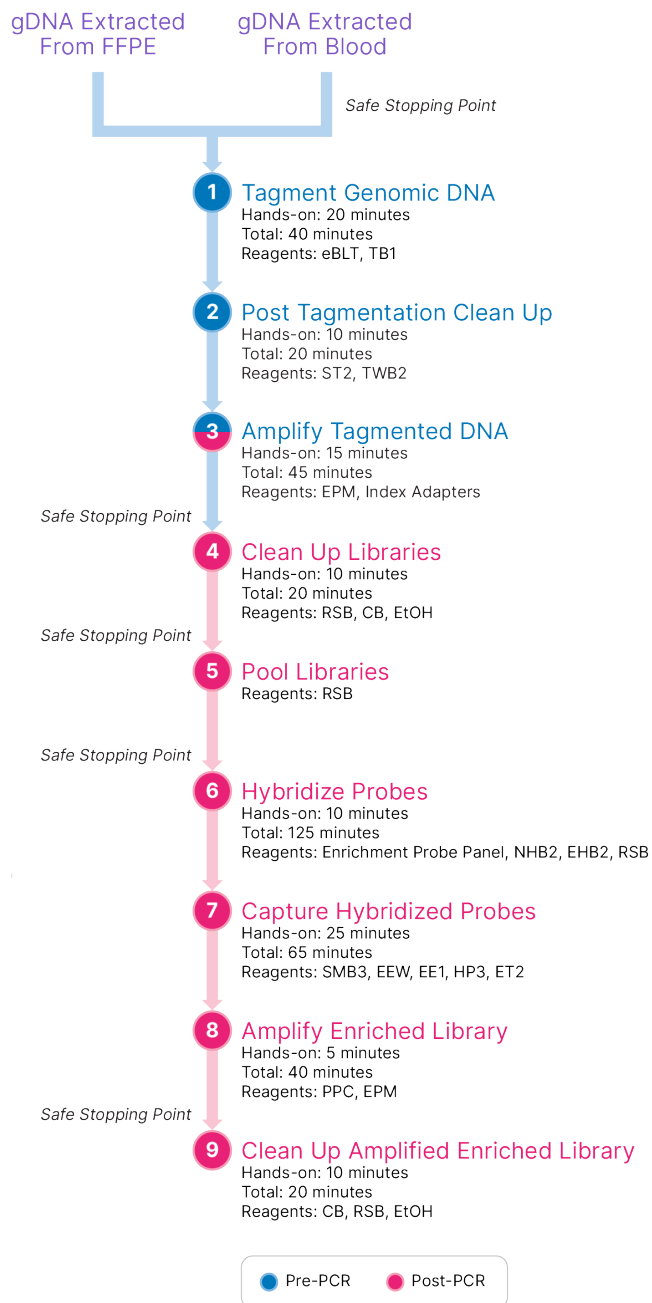 gDNA Extracted
From FFPE
gDNA Extracted
From Blood
Safe Stopping Point
1
Tagment Genomic DNA
Hands-on: 20 minutes
Total: 40 minutes
Reagents: eBLT, TB1
2
Post Tagmentation Clean Up
Hands-on: 10 minutes
Total: 20 minutes
Reagents: ST2, TWB2
3
Amplify Tagmented DNA
Hands-on: 15 minutes
Total: 45 minutes
Reagents: EPM, Index Adapters
Safe Stopping Point
4
Clean Up Libraries
Hands-on: 10 minutes
Total: 20 minutes
Reagents: RSB, CB, EtOH
Safe Stopping Point
5
Pool Libraries
Reagents: RSB
Safe Stopping Point
6
Hybridize Probes
Hands-on: 10 minutes
Total: 125 minutes
Reagents: Enrichment Probe Panel, NHB2, EHB2, RSB
7
Capture Hybridized Probes
Hands-on: 25 minutes
Total: 65 minutes
Reagents: SMB3, EEW, EE1, HP3, ET2
8
Amplify Enriched Library
Hands-on: 5 minutes
Total: 40 minutes
Reagents: PPC, EPM
Safe Stopping Point
9
Clean Up Amplified Enriched Library
Hands-on: 10 minutes
Total: 20 minutes
Reagents: CB, RSB, EtOH
Pre-PCR
Post-PCR